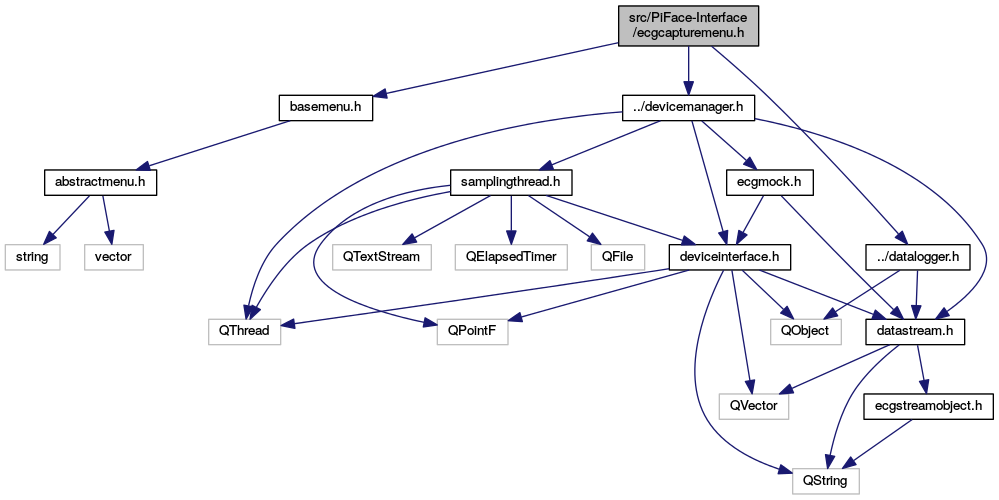 src/PiFace-Interface
/ecgcapturemenu.h
basemenu.h
../devicemanager.h
abstractmenu.h
samplingthread.h
ecgmock.h
string
vector
QTextStream
QElapsedTimer
QFile
deviceinterface.h
../datalogger.h
QThread
QPointF
QObject
datastream.h
QVector
ecgstreamobject.h
QString